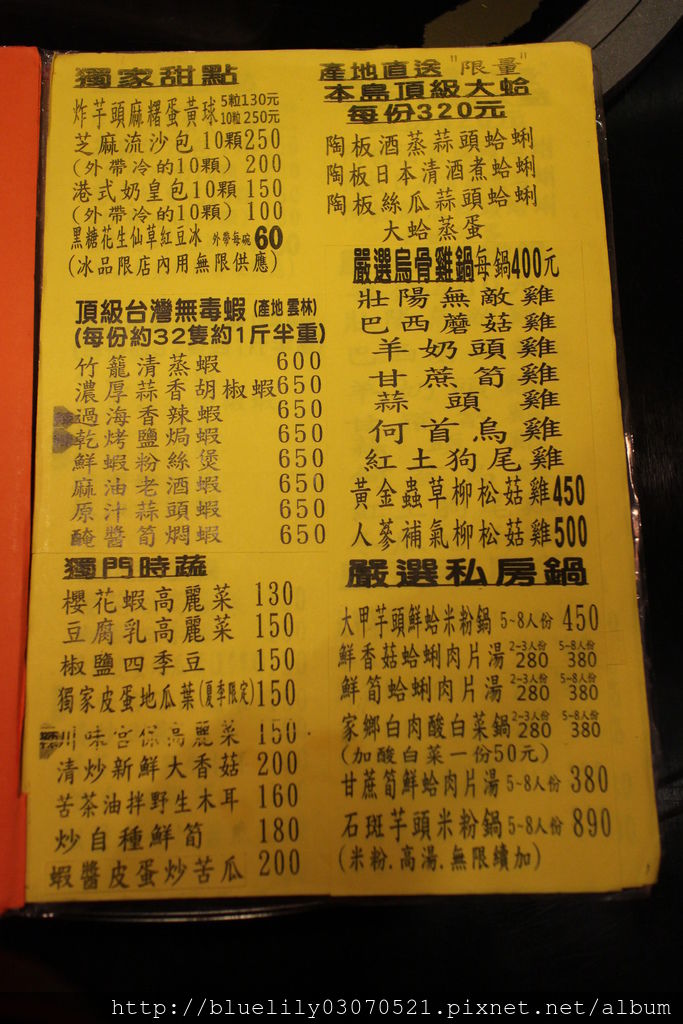 獨家甜點
炸芋頭麻糬蛋黃球 5粒130元 10粒250元
芝麻流沙包 10顆250
(外帶冷的10顆) 200
港式奶皇包10顆 150
(外帶冷的10顆) 100
黑糖花生仙草紅豆冰 外帶每碗 60
(冰品限店內用無限供應)
頂級台灣無毒蝦 (產地 雲林)
(每份約32隻約1斤半重)
竹籠清蒸蝦 600
濃厚蒜香胡椒蝦 650
過海香辣蝦 650
乾烤鹽焗蝦 650
鮮蝦粉絲煲 650
麻油老酒蝦 650
原汁蒜頭蝦 650
醃醬筍燜蝦 650
獨門時蔬
櫻花蝦高麗菜 130
豆腐乳高麗菜 150
椒鹽四季豆 150
獨家皮蛋地瓜葉(夏季限定) 150
川味宮保高麗菜 150
清炒新鮮大香菇 200
苦茶油拌野生木耳 160
炒自種鮮筍 180
蝦醬皮蛋炒苦瓜 200
產地直送 "限量"
本島頂級大蛤
每份320元
陶板酒蒸蒜頭蛤蜊
陶板日本清酒煮蛤蜊
陶板絲瓜蒜頭蛤蜊
大蛤蒸蛋
嚴選烏骨雞鍋 每鍋400元
壯陽無敵雞
巴西蘑菇雞
羊奶頭雞
甘蔗筍雞
蒜頭雞
何首烏雞
紅土狗尾雞
黃金蟲草柳松菇雞450
人蔘補氣柳松菇雞500
嚴選私房鍋
大甲芋頭鮮蛤米粉鍋 5~8人份 450
鮮香菇蛤蜊肉片湯 2~3人份 280 5~8人份 380
鮮筍蛤蜊肉片湯 2~3人份 280 5~8人份 380
家鄉白肉酸白菜鍋 2~3人份 280 5~8人份 380
(加酸白菜一份50元)
甘蔗筍鮮蛤肉片湯 5~8人份 380
石斑芋頭米粉鍋 5~8人份 890
(米粉.高湯.無限續加)
http://bluelily03070521.pixnet.net/album